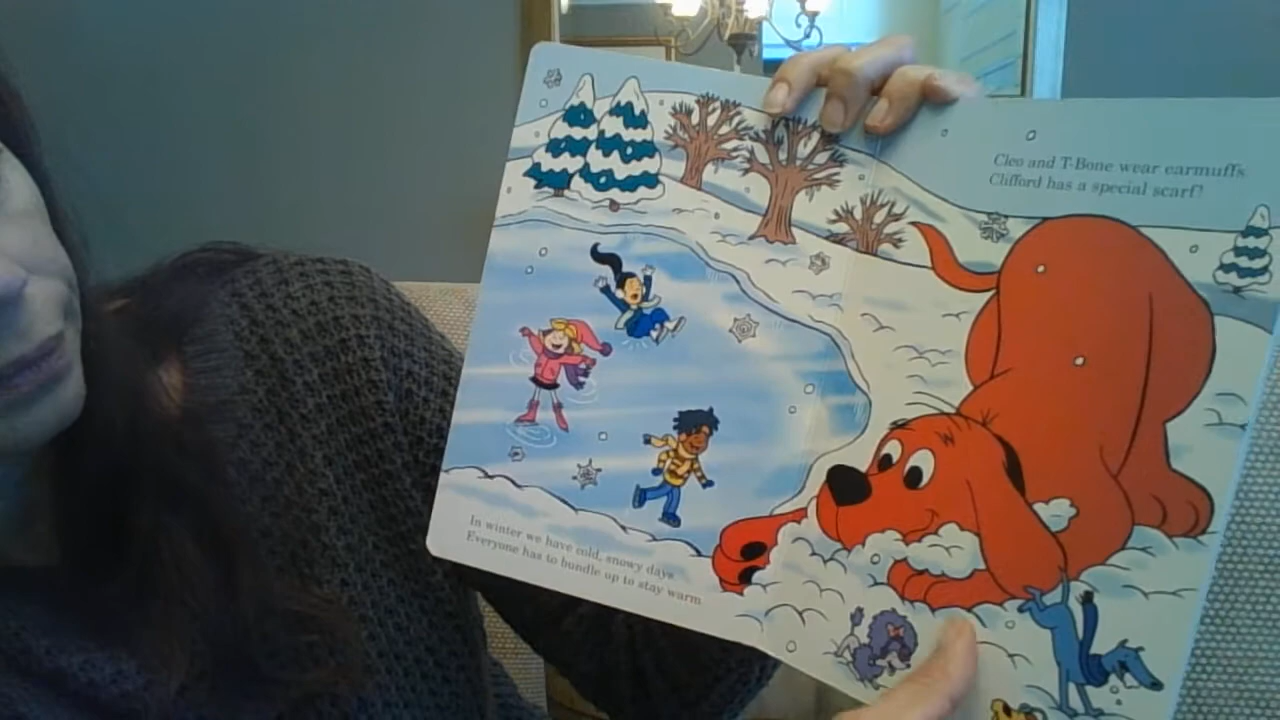 In winter we have cold, snowy days.
Everyone has to bundle up to stay warm
Cleo and T-Bone wear earmuffs.
Clifford has a special scarf!